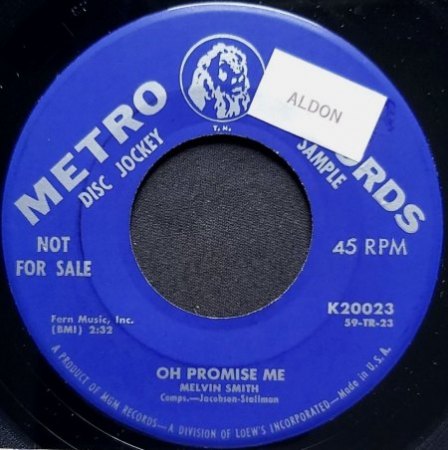 METRO
ALDON
ORDS
DISC JOCKEY
SAMPLE
T. M.
NOT
FOR SALE
45 RPM
K20023
59-TR-23
Fern Music, Inc.
(BMI) 2:32
OH PROMISE ME
MELVIN SMITH
Comps.—Jacobson-Stallman
A PRODUCT OF MGM RECORDS—A DIVISION OF LOEW'S INCORPORATED—Made in U.S.A.